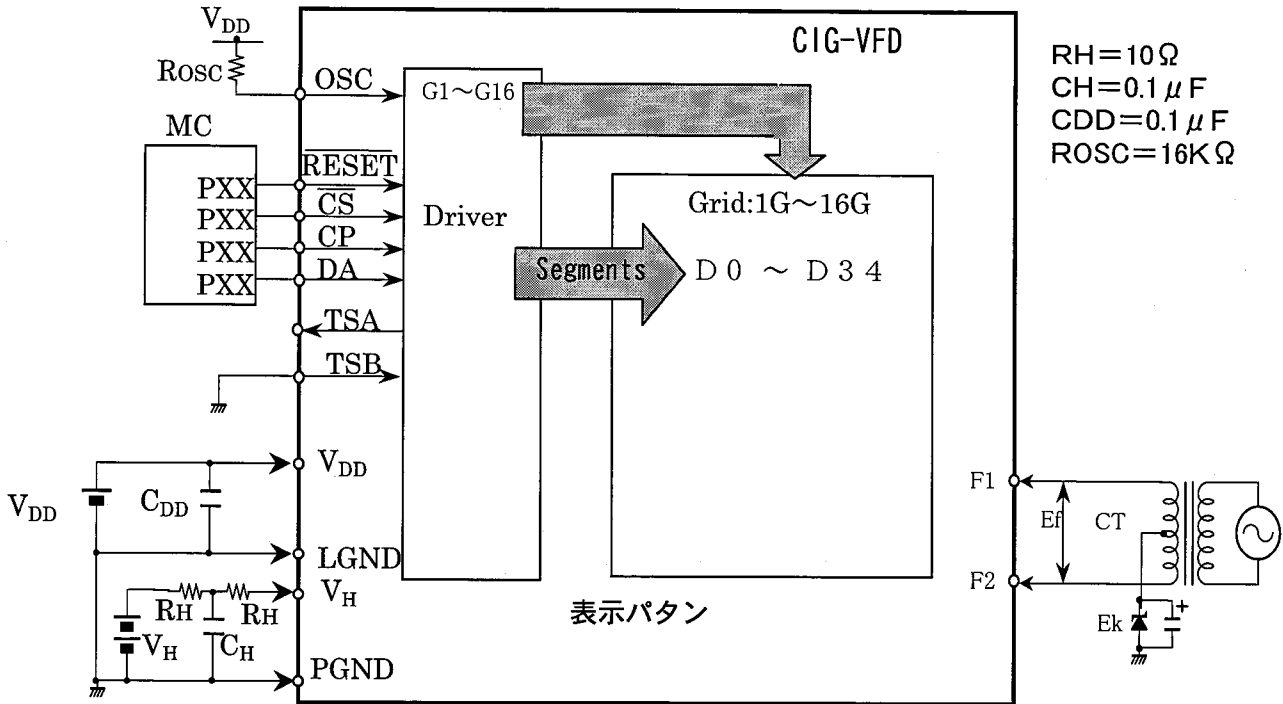 VDD
ROSC
OSC
MC
PXX
PXX
PXX
PXX
RESET
CS
CP
DA
TSA
TSB
VDD
VDD
CDD
LGND
VH
RH
RH
VH
CH
PGND
G1～G16
Driver
CIG-VFD
Grid:1G～16G
Segments
D0 ～ D34
表示パタン
RH=10Ω
CH=0.1μF
CDD=0.1μF
ROSC=16KΩ
F1
Ef
CT
F2
Ek
+